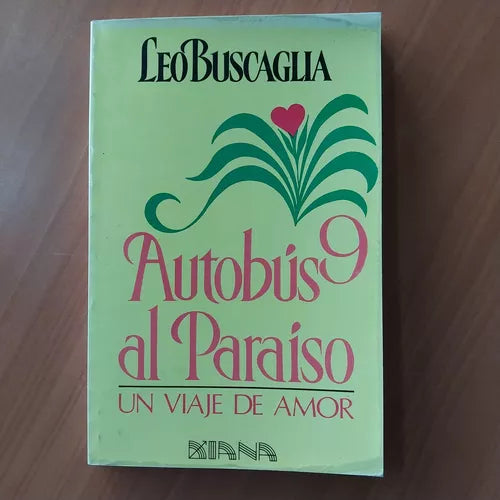 LEO BUSCAGLIA
Autobús 9
al Paraíso
UN VIAJE DE AMOR
DIANA